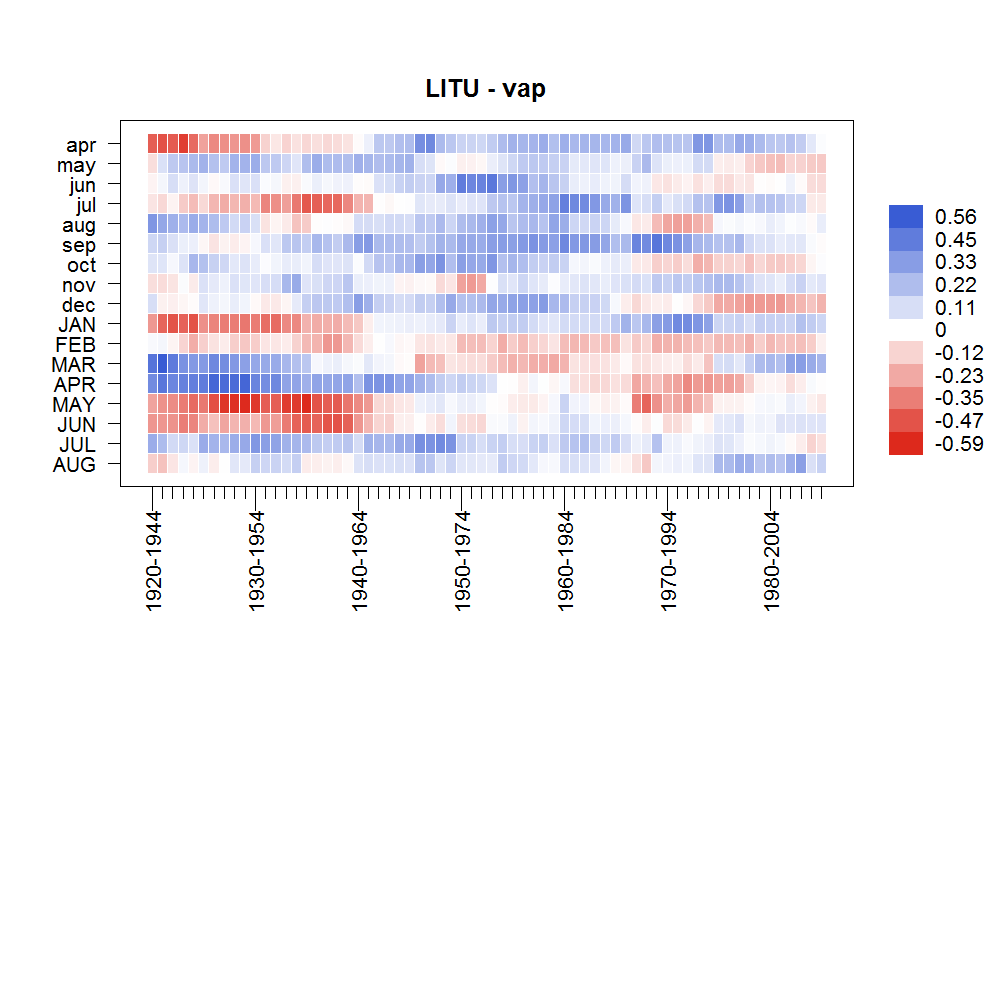 LITU - vap
apr
may
jun
jul
aug
sep
oct
nov
dec
JAN
FEB
MAR
APR
MAY
JUN
JUL
AUG
0.56
0.45
0.33
0.22
0.11
0
-0.12
-0.23
-0.35
-0.47
-0.59
1920-1944
1930-1954
1940-1964
1950-1974
1960-1984
1970-1994
1980-2004